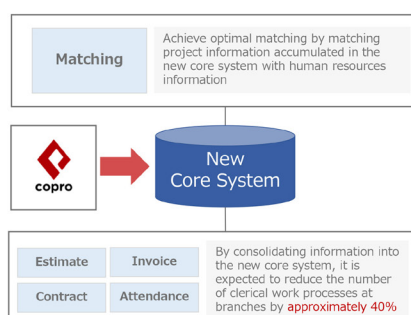 Matching
Achieve optimal matching by matching
project information accumulated in the
new core system with human resources
information
copro
New
Core System
Estimate
Invoice
Contract
Attendance
By consolidating information into
the new core system, it is
expected to reduce the number
of clerical work processes at
branches by approximately 40%